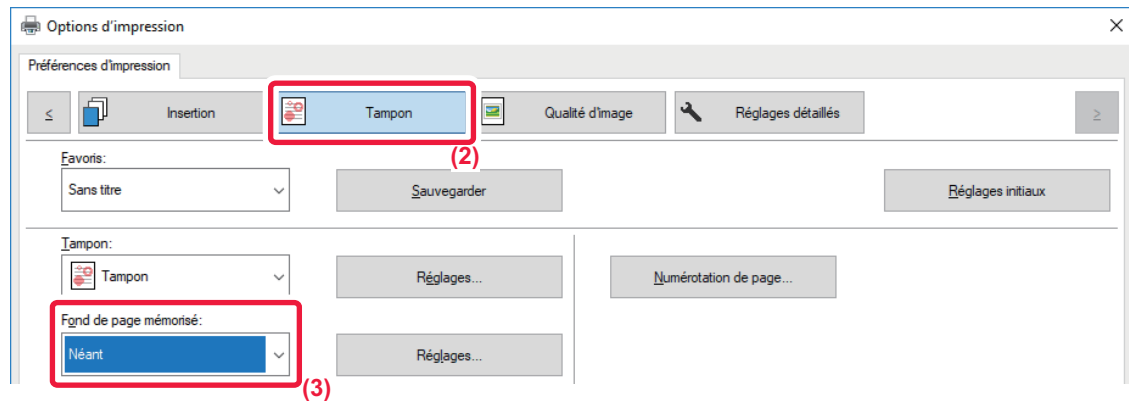 Options d'impression
Préférences d'impression
< Insertion Tampon Qualité d'image Réglages détaillés >
(2)
Favoris:
Sans titre Sauvegarder Réglages initiaux
Tampon:
Tampon Réglages... Numérotation de page...
Fond de page mémorisé:
Néant Réglages...
(3)